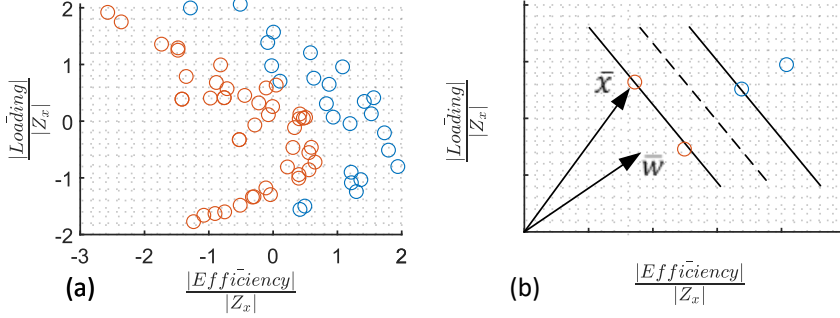 2
1
0
-1
-2
-3
-2
-1
0
1
2
|Loading|
|Z_x|
(a)
|Efficiency|
|Z_x|
|Loading|
|Z_x|
x̄
w̄
(b)
|Efficiency|
|Z_x|